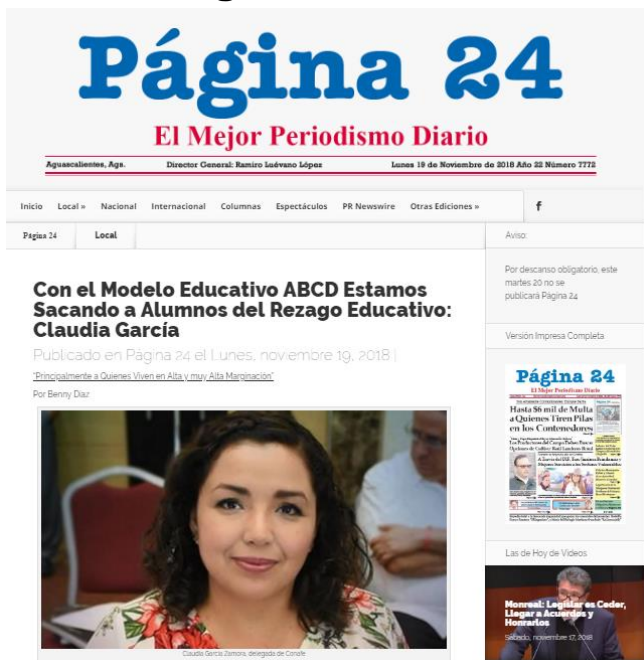 Página 24
El Mejor Periodismo Diario
Aguascalientes, Ags. Director General: Ramiro Luévano López Lunes 19 de Noviembre de 2018 Año 22 Número 7772
Inicio Local » Nacional Internacional Columnas Espectáculos PR Newswire Otras Ediciones » f
Página 24 Local
Con el Modelo Educativo ABCD Estamos
Sacando a Alumnos del Rezago Educativo:
Claudia García
Publicado en Página 24 el Lunes, noviembre 19, 2018 |
"Principalmente a Quienes Viven en Alta y muy Alta Marginación"
Por Benny Díaz
Claudia García Zamora, delegada de Conafe
Aviso:
Por descanso obligatorio, este
martes 20 no se
publicará Página 24
Versión Impresa Completa
Página 24
El Mejor Periodismo Diario
Hasta $6 mil de Multa
a Quienes Tiren Pilas
en los Contenedores
Las de Hoy de Videos
Monreal: Legislar es Ceder,
Llegar a Acuerdos y
Honrarlos
Sábado, noviembre 17, 2018